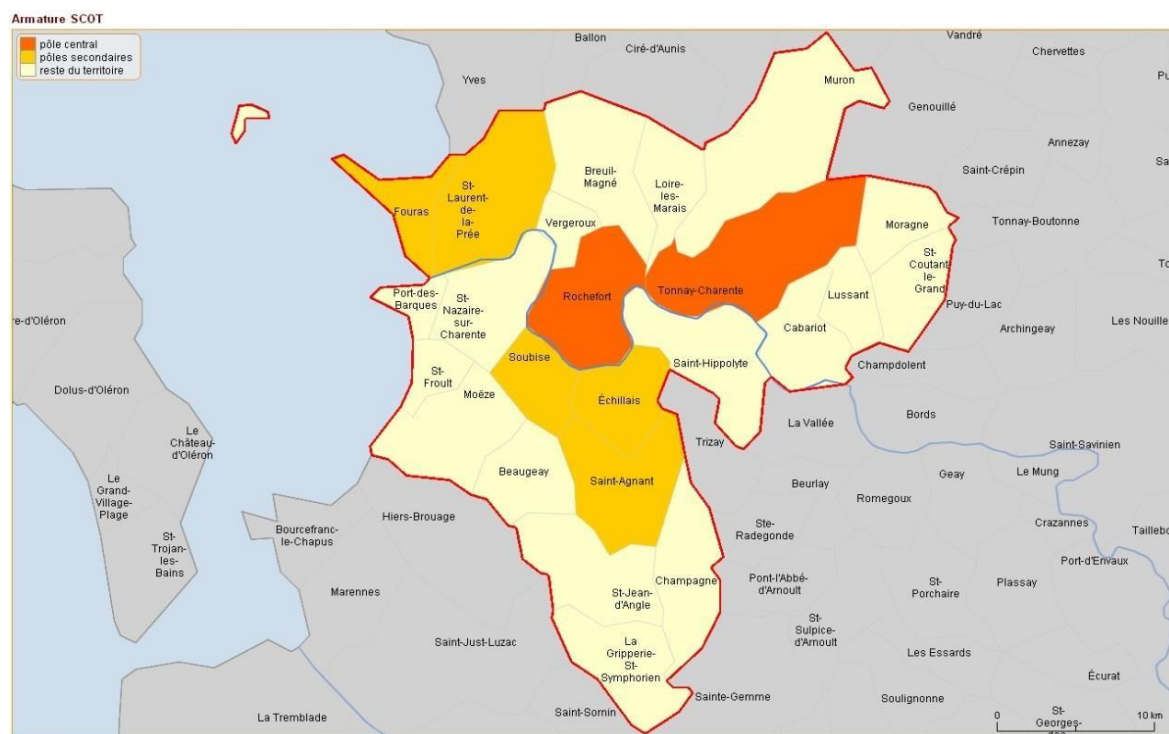 Armature SCOT
pôle central
pôles secondaires
reste du territoire
Ballon
Ciré-d'Aunis
Vandré
Chervettes
Yves
Muron
Pu
Genouillé
Annezay
Saint-Crépin
Sa
Breuil-
Magné
Loire-
les-
Marais
St-
Laurent-
de-
la-
Prée
Fouras
Vergeroux
Moragne
Tonnay-Boutonne
St-
Coutant-
le-
Grand
To
Port-des-
Barques
St-
Nazaire-
sur-
Charente
Rochefort
Tonnay-Charente
Lussant
Puy-du-Lac
Cabariot
Archingeay
Les Nouille
re-d'Oléron
Soubise
Saint-Hippolyte
Champdolent
St-
Froult
Moëze
Échillais
Dolus-d'Oléron
Le
Château-
d'Oléron
Trizay
La Vallée
Bords
Saint-Savinien
Beaugeay
Saint-Agnant
Beurlay
Geay
Le Mung
Romegoux
Le
Grand-
Village-
Plage
Hiers-Brouage
Bourcefranc-
le-Chapus
Ste-
Radegonde
Crazannes
Taillebo
St-
Trojan-
les-
Bains
Port-d'Envaux
Champagne
Pont-l'Abbé-
d'Arnoult
St-
Porchaire
Plassay
Marennes
St-Jean-
d'Angle
St-
Sulpice-
d'Arnoult
Saint-Just-Luzac
La
Gripperie-
St-
Symphorien
Les Essards
Écurat
Sainte-Gemme
Soulignonne
La Tremblade
Saint-Sornin
St-
Georges-
des-
0 10 km